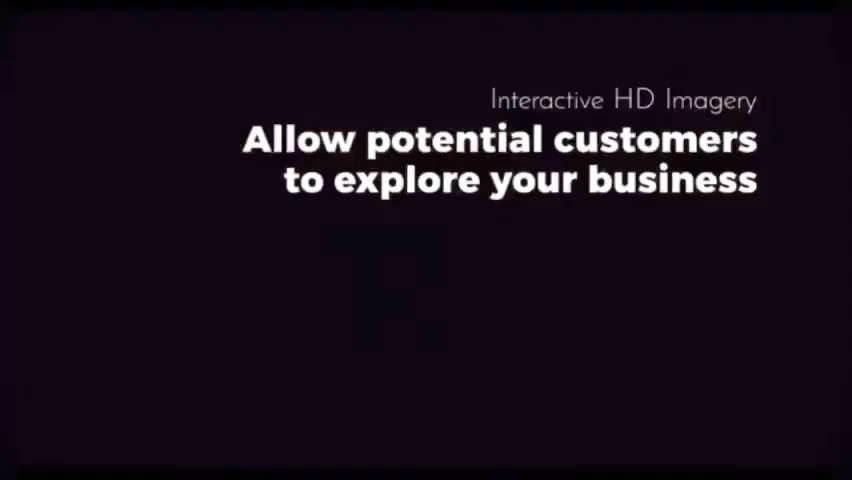 Interactive HD Imagery
Allow potential customers
to explore your business